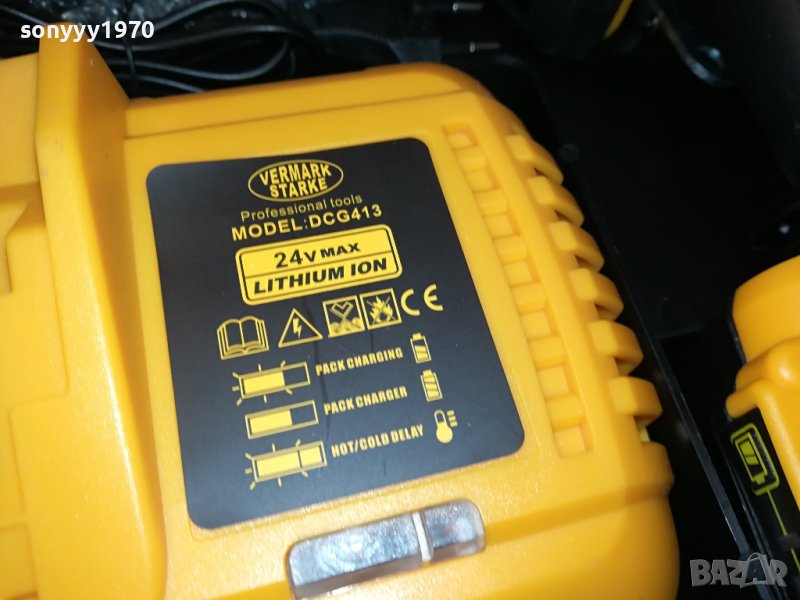 sonyyy1970
VERMARK
STARKE
Professional tools
MODEL:DCG413
24V MAX
LITHIUM ION
CE
PACK CHARGING
PACK CHARGER
HOT/COLD DELAY
BAZAR